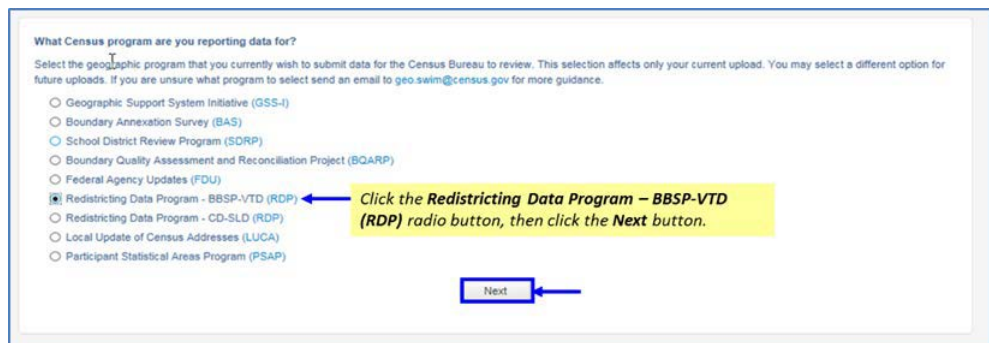 What Census program are you reporting data for?
Select the geographic program that you currently wish to submit data for the Census Bureau to review. This selection affects only your current upload. You may select a different option for
future uploads. If you are unsure what program to select send an email to geo.swim@census.gov for more guidance.
Geographic Support System Initiative (GSS-I)
Boundary Annexation Survey (BAS)
School District Review Program (SDRP)
Boundary Quality Assessment and Reconciliation Project (BQARP)
Federal Agency Updates (FDU)
Redistricting Data Program - BBSP-VTD (RDP)
Click the Redistricting Data Program – BBSP-VTD
(RDP) radio button, then click the Next button.
Redistricting Data Program - CD-SLD (RDP)
Local Update of Census Addresses (LUCA)
Participant Statistical Areas Program (PSAP)
Next